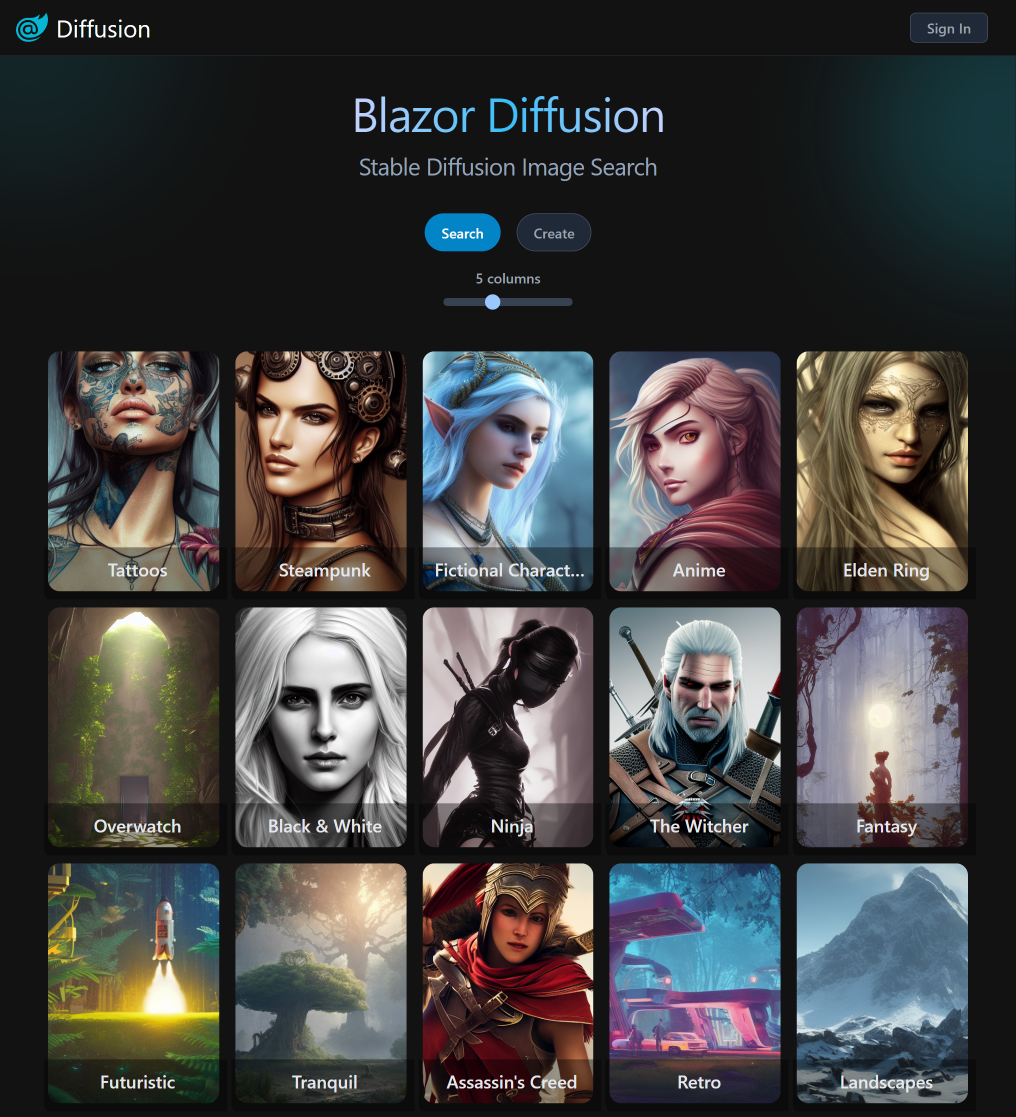 Diffusion
Sign In
Blazor Diffusion
Stable Diffusion Image Search
Search
Create
5 columns
Tattoos
Steampunk
Fictional Charact...
Anime
Elden Ring
Overwatch
Black & White
Ninja
The Witcher
Fantasy
Futuristic
Tranquil
Assassin's Creed
Retro
Landscapes